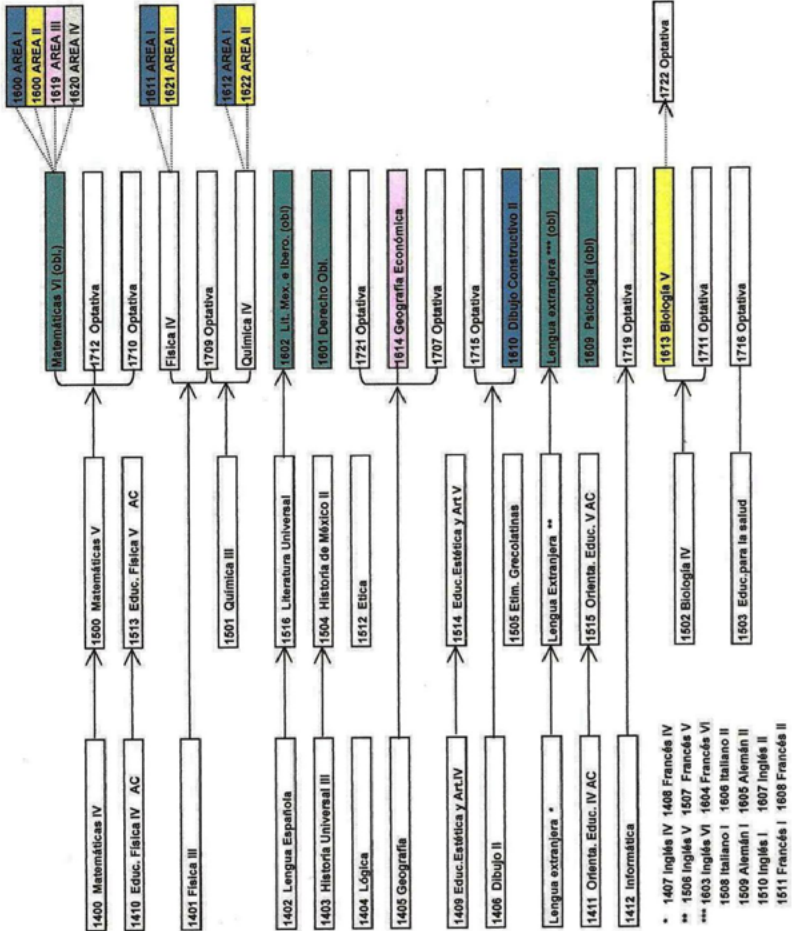 1400 Matemáticas IV
1410 Educ. Física IV AC
1401 Física III
1402 Lengua Española
1403 Historia Universal III
1404 Lógica
1405 Geografía
1409 Educ.Estética y Art.IV
1406 Dibujo II
Lengua extranjera *
1411 Orienta. Educ. IV AC
1412 Informática
1500 Matemáticas V
1513 Educ. Física V AC
1501 Química III
1516 Literatura Universal
1504 Historia de México II
1512 Etica
1514 Educ.Estética y Art V
1505 Etim. Grecolatinas
Lengua Extranjera **
1515 Orienta. Educ. V AC
1502 Biología IV
1503 Educ.para la salud
Matemáticas VI (obl.)
1712 Optativa
1710 Optativa
Física IV
1709 Optativa
Química IV
1602 Lit. Mex. e Ibero. (obl)
1601 Derecho Obl.
1721 Optativa
1614 Geografía Económica
1707 Optativa
1715 Optativa
1610 Dibujo Constructivo II
Lengua extranjera *** (obl)
1609 Psicología (obl)
1719 Optativa
1613 Biología V
1711 Optativa
1716 Optativa
1600 AREA I
1600 AREA II
1619 AREA III
1620 AREA IV
1611 AREA I
1621 AREA II
1612 AREA I
1622 AREA II
1722 Optativa
* 1407 Inglés IV 1408 Francés IV
** 1506 Inglés V 1507 Francés V
*** 1603 Inglés VI 1604 Francés VI
1508 Italiano I 1606 Italiano II
1509 Alemán I 1605 Alemán II
1510 Inglés I 1607 Inglés II
1511 Francés I 1608 Francés II